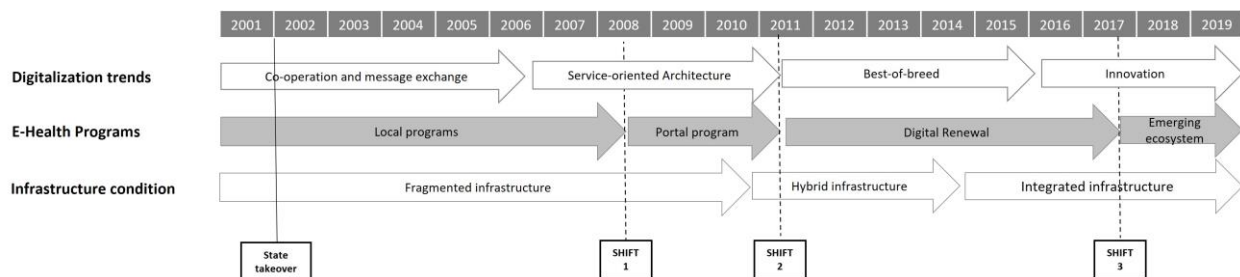 2001 2002 2003 2004 2005 2006 2007 2008 2009 2010 2011 2012 2013 2014 2015 2016 2017 2018 2019
Digitalization trends
Co-operation and message exchange
Service-oriented Architecture
Best-of-breed
Innovation
E-Health Programs
Local programs
Portal program
Digital Renewal
Emerging
ecosystem
Infrastructure condition
Fragmented infrastructure
Hybrid infrastructure
Integrated infrastructure
State
takeover
SHIFT
1
SHIFT
2
SHIFT
3